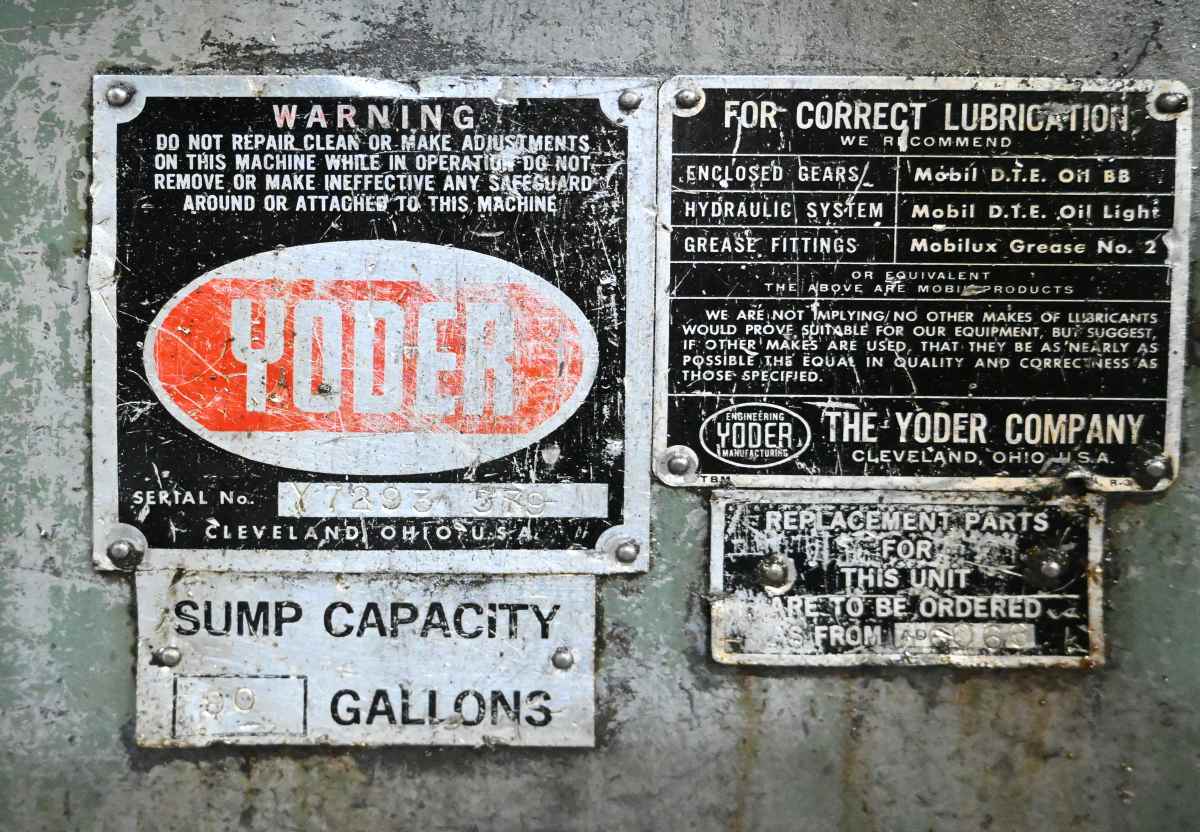 WARNING
DO NOT REPAIR CLEAN OR MAKE ADJUSTMENTS
ON THIS MACHINE WHILE IN OPERATION DO NOT
REMOVE OR MAKE INEFFECTIVE ANY SAFEGUARD
AROUND OR ATTACHED TO THIS MACHINE
YODER
SERIAL No. Y7293
CLEVELAND, OHIO U.S.A.
SUMP CAPACITY
GALLONS
FOR CORRECT LUBRICATION
WE RECOMMEND
ENCLOSED GEARS Mobil D.T.E. Oil BB
HYDRAULIC SYSTEM Mobil D.T.E. Oil Light
GREASE FITTINGS Mobilux Grease No. 2
OR EQUIVALENT
THE ABOVE ARE MOBIL PRODUCTS
WE ARE NOT IMPLYING NO OTHER MAKES OF LUBRICANTS
WOULD PROVE SUITABLE FOR OUR EQUIPMENT, BUT SUGGEST,
IF OTHER MAKES ARE USED, THAT THEY BE AS NEARLY AS
POSSIBLE THE EQUAL IN QUALITY AND CORRECTNESS AS
THOSE SPECIFIED.
ENGINEERING
YODER
MANUFACTURING
THE YODER COMPANY
CLEVELAND, OHIO U.S.A.
TBM R-3
REPLACEMENT PARTS
FOR
THIS UNIT
ARE TO BE ORDERED
AS FROM